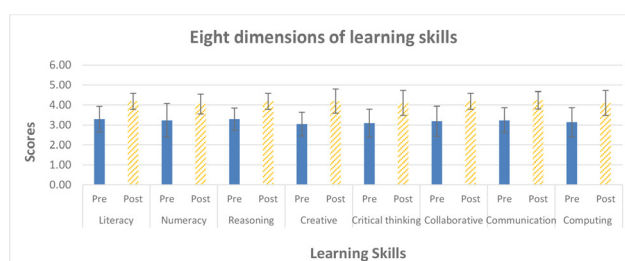 Eight dimensions of learning skills
6.00
5.00
4.00
3.00
2.00
1.00
0.00
Scores
Pre Post Pre Post Pre Post Pre Post Pre Post Pre Post Pre Post Pre Post
Literacy Numeracy Reasoning Creative Critical thinking Collaborative Communication Computing
Learning Skills